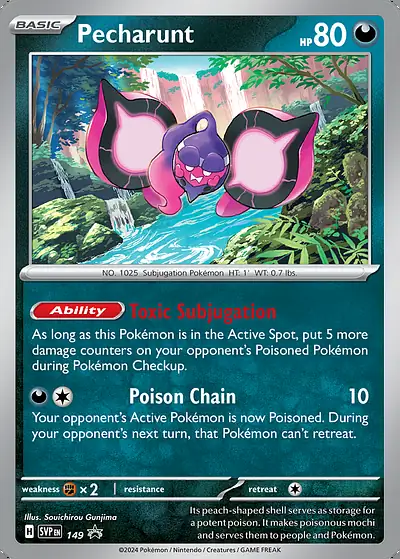 BASIC Pecharunt HP 80
NO. 1025 Subjugation Pokémon HT: 1' WT: 0.7 lbs.
Ability Toxic Subjugation
As long as this Pokémon is in the Active Spot, put 5 more
damage counters on your opponent's Poisoned Pokémon
during Pokémon Checkup.
Poison Chain 10
Your opponent's Active Pokémon is now Poisoned. During
your opponent's next turn, that Pokémon can't retreat.
weakness ×2 resistance retreat
Illus. Souichirou Gunjima
H SVP EN 149
Its peach-shaped shell serves as storage for
a potent poison. It makes poisonous mochi
and serves them to people and Pokémon.
©2024 Pokémon / Nintendo / Creatures / GAME FREAK